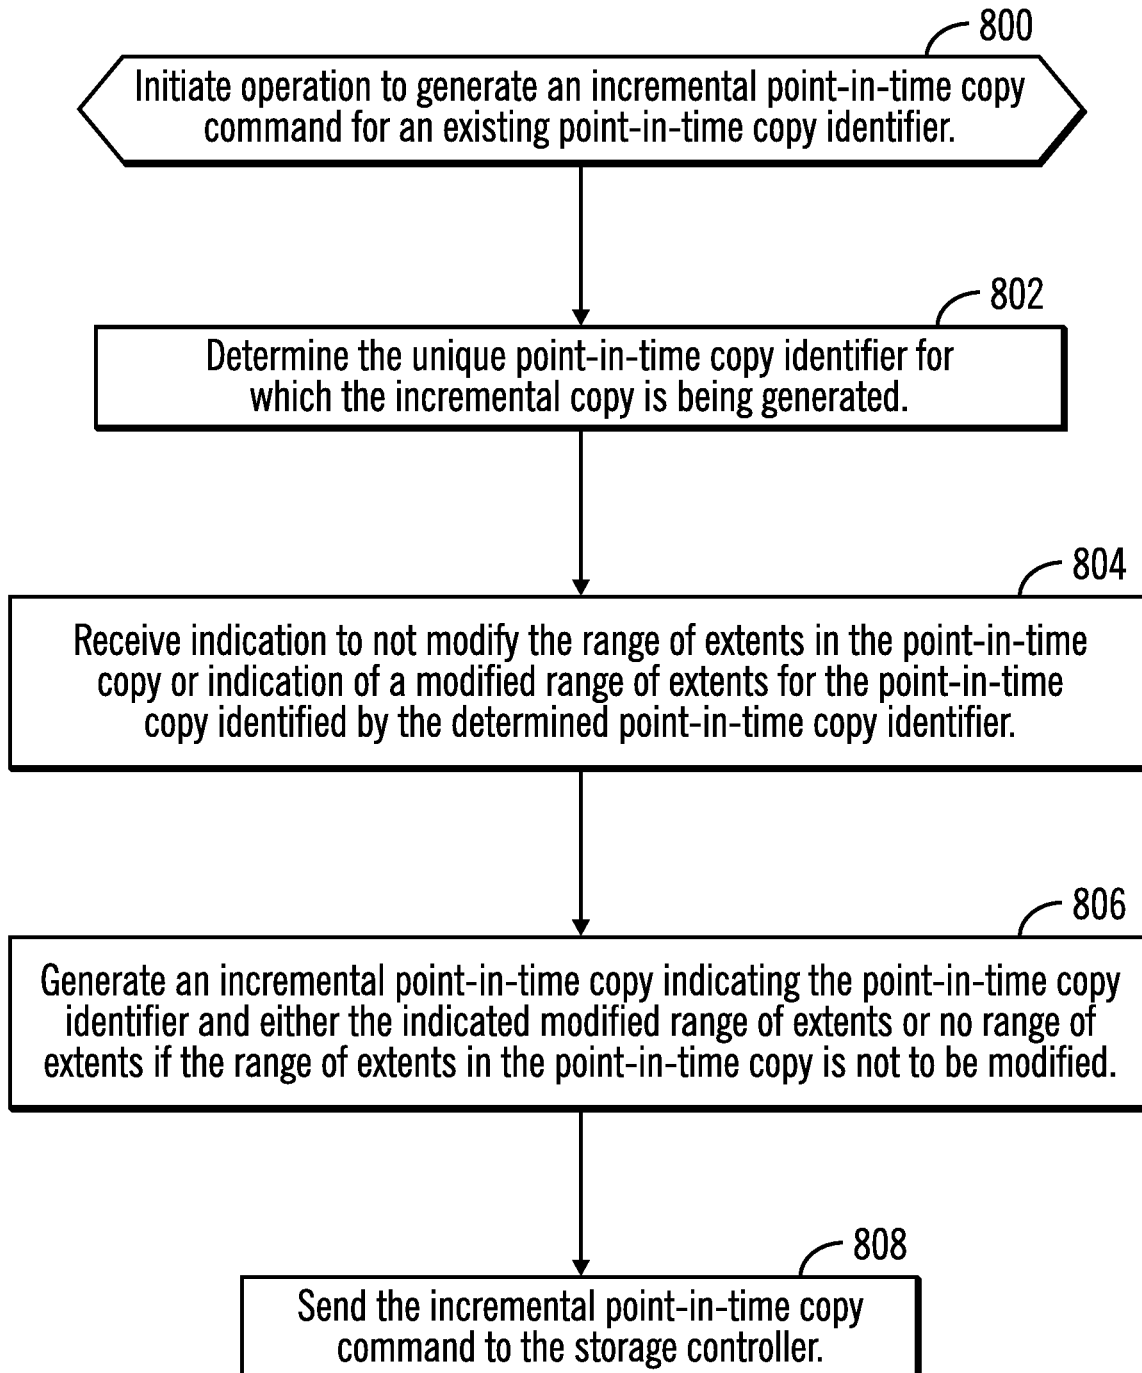 800
Initiate operation to generate an incremental point-in-time copy
command for an existing point-in-time copy identifier.
802
Determine the unique point-in-time copy identifier for
which the incremental copy is being generated.
804
Receive indication to not modify the range of extents in the point-in-time
copy or indication of a modified range of extents for the point-in-time
copy identified by the determined point-in-time copy identifier.
806
Generate an incremental point-in-time copy indicating the point-in-time copy
identifier and either the indicated modified range of extents or no range of
extents if the range of extents in the point-in-time copy is not to be modified.
808
Send the incremental point-in-time copy
command to the storage controller.